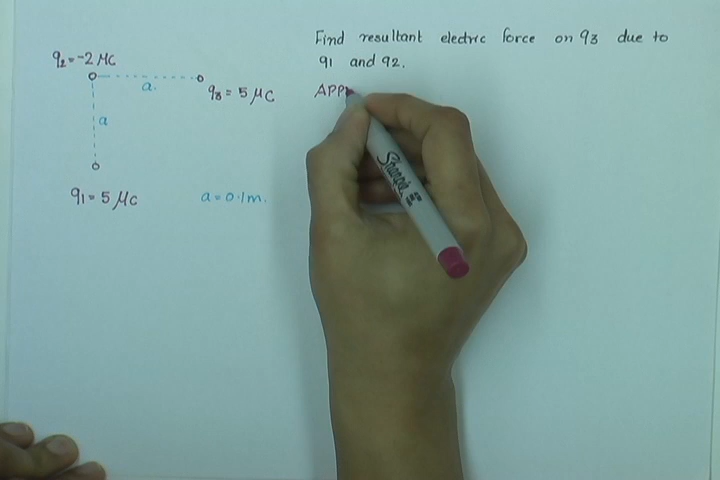 Find resultant electric force on q3 due to
q1 and q2.
q2 = -2 μC
a.
q3 = 5 μC
APP
a
q1 = 5 μC
a = 0.1m.
Sharpie